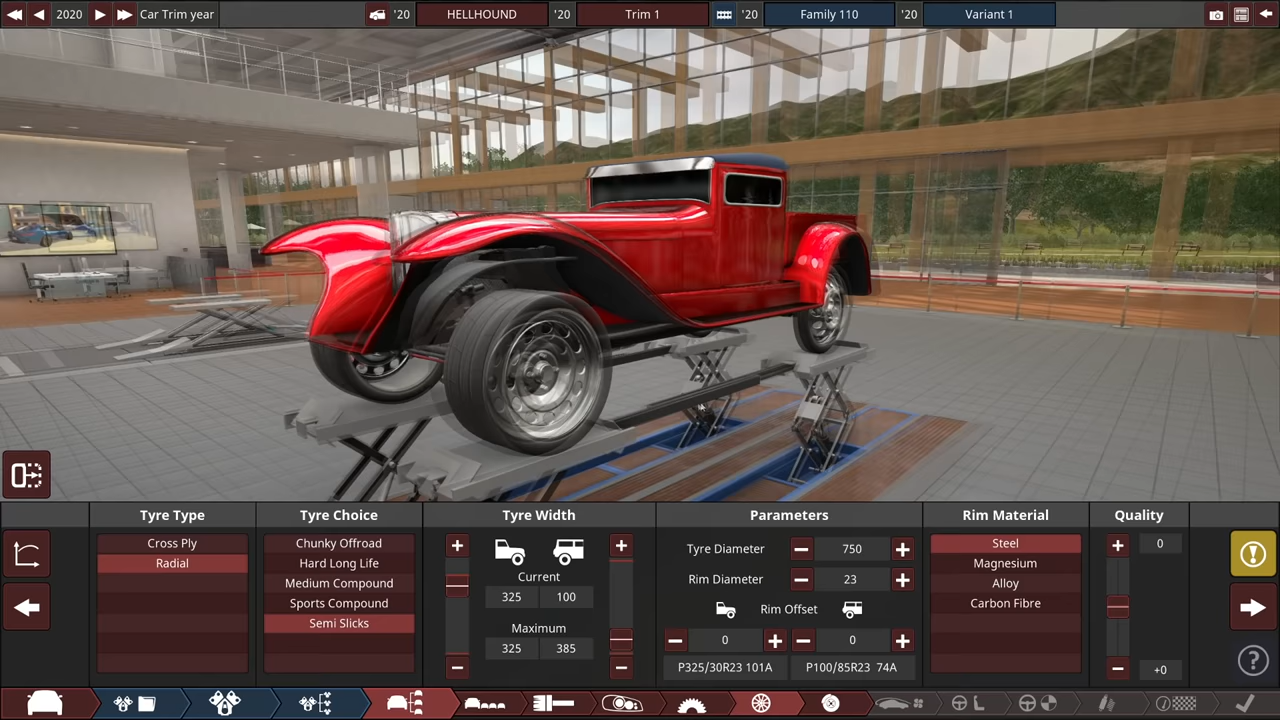 2020 Car Trim year '20 HELLHOUND '20 Trim 1 '20 Family 110 '20 Variant 1
Tyre Type Tyre Choice Tyre Width Parameters Rim Material Quality
Cross Ply
Radial
Chunky Offroad
Hard Long Life
Medium Compound
Sports Compound
Semi Slicks
Current
325 100
Maximum
325 385
Tyre Diameter 750
Rim Diameter 23
Rim Offset
0 0
P325/30R23 101A P100/85R23 74A
Steel
Magnesium
Alloy
Carbon Fibre
0
+0